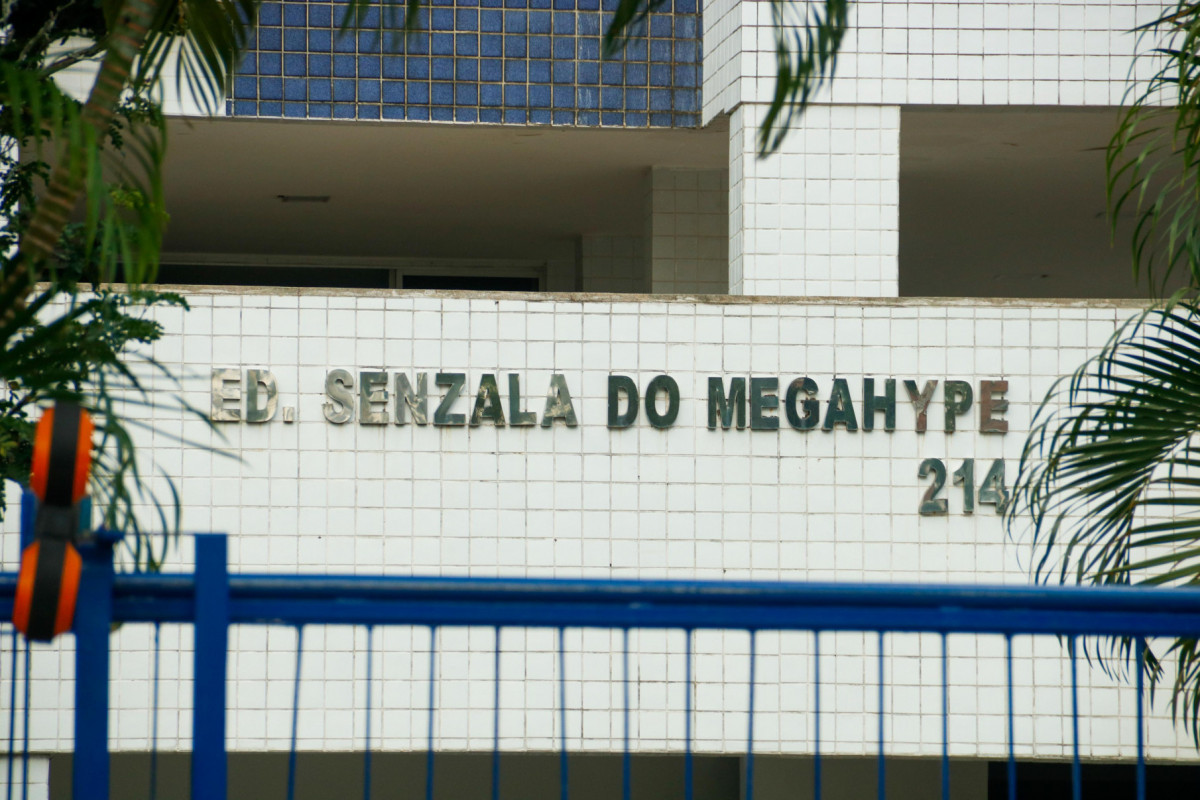 ED. SENZALA DO MEGAHYPE
214